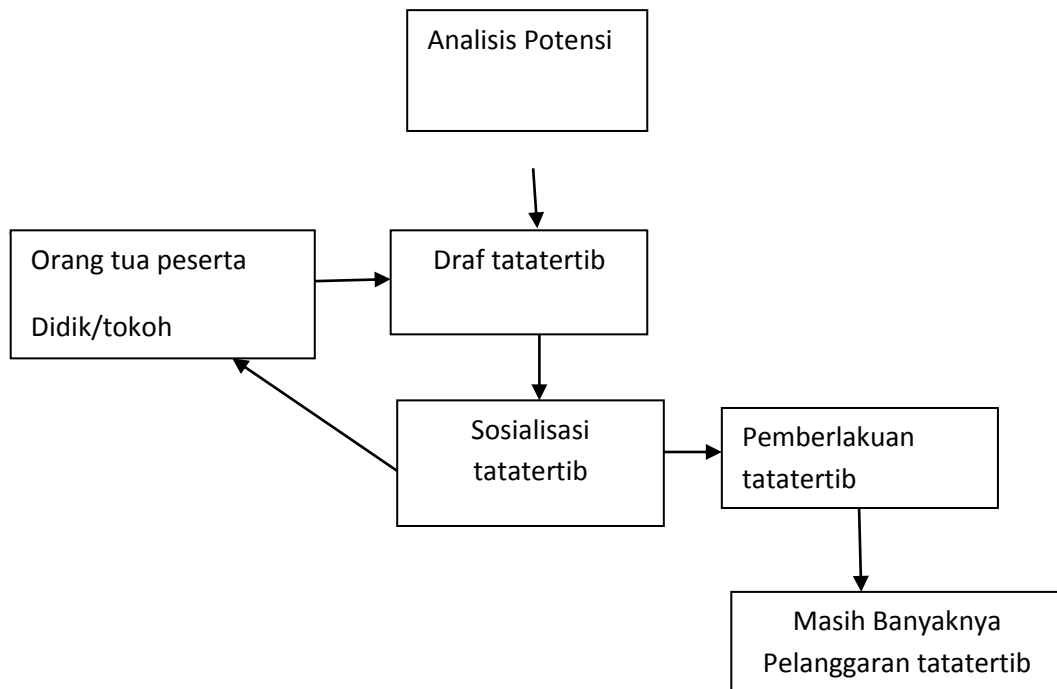 Analisis Potensi
Orang tua peserta
Didik/tokoh
Draf tatatertib
Sosialisasi
tatatertib
Pemberlakuan
tatatertib
Masih Banyaknya
Pelanggaran tatatertib